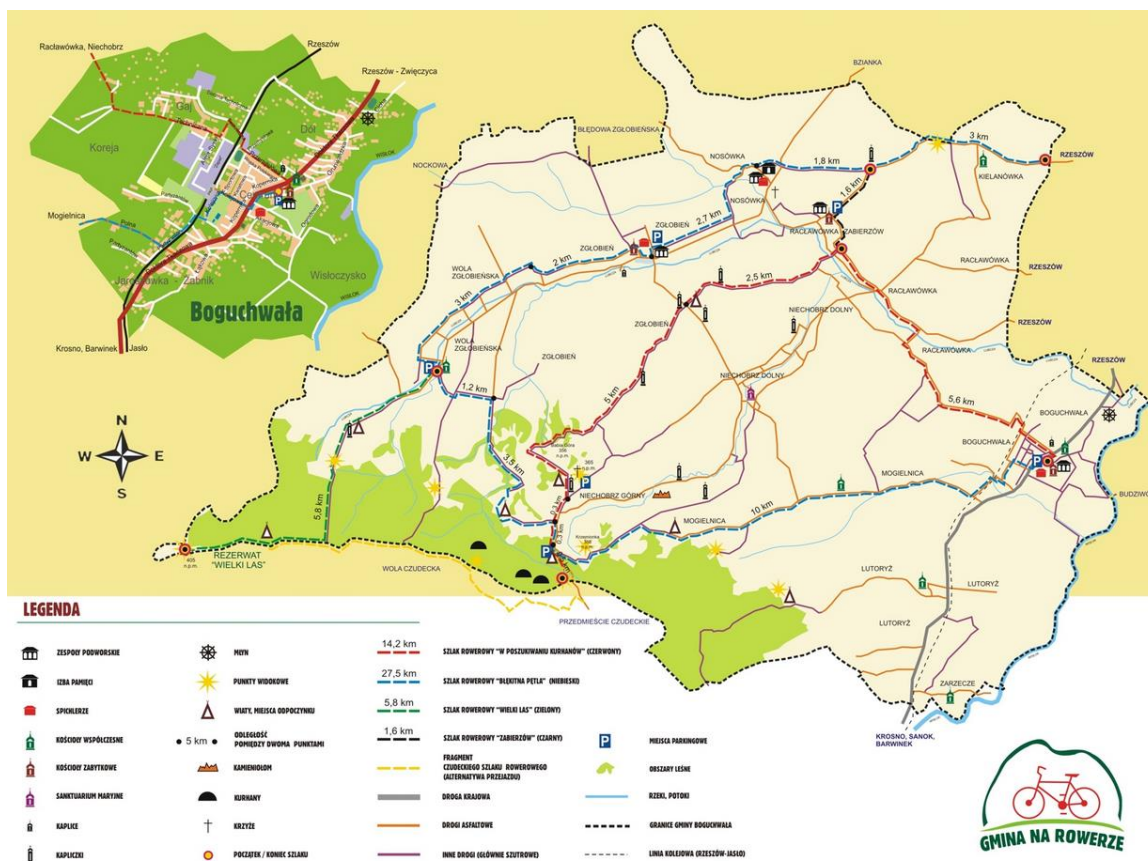 Racławówka, Niechobrz
Rzeszów
Rzeszów - Zwięczyca
Gaj
Dół
Koreja
WISŁOK
Mogielnica
Wisłoczysko
WISŁOK
Boguchwała
Krosno, Barwinek
Jasło
N
W E
S
BZIANKA
BŁĘDOWA ZGŁOBIEŃSKA
NOCKOWA
NOSÓWKA
1,8 km
3 km
RZESZÓW
KIELANÓWKA
NOSÓWKA
1,6 km
2,7 km
ZGŁOBIEŃ
ZGŁOBIEŃ
RACŁAWÓWKA
ZABIERZÓW
2 km
WOLA
ZGŁOBIEŃSKA
3 km
2,5 km
RACŁAWÓWKA
RZESZÓW
RACŁAWÓWKA
NIECHOBRZ DOLNY
ZGŁOBIEŃ
RZESZÓW
WOLA
ZGŁOBIEŃSKA
ZGŁOBIEŃ
RACŁAWÓWKA
RZESZÓW
NIECHOBRZ DOLNY
1,2 km
5 km
5,6 km
BOGUCHWAŁA
BOGUCHWAŁA
3,5 km
MOGIELNICA
5,8 km
NIECHOBRZ GÓRNY
BUDZIWÓJ
10 km
MOGIELNICA
0,3 km
REZERWAT
"WIELKI LAS"
405
n.p.m.
WOLA CZUDECKA
LUTORYŻ
LUTORYŻ
LUTORYŻ
PRZEDMIEŚCIE CZUDECKIE
ZARZECZE
KROSNO, SANOK,
BARWINEK
LEGENDA
ZESPOŁY PODWORSKIE
IZBA PAMIĘCI
SPICHLERZE
KOŚCIOŁY WSPÓŁCZESNE
KOŚCIOŁY ZABYTKOWE
SANKTUARIUM MARYJNE
KAPLICE
KAPLICZKI
MŁYN
PUNKTY WIDOKOWE
WIATY, MIEJSCA ODPOCZYNKU
5 km
ODLEGŁOŚĆ
POMIĘDZY DWOMA PUNKTAMI
KAMIENIOŁOM
KURHANY
KRZYŻE
POCZĄTEK / KONIEC SZLAKU
14,2 km
SZLAK ROWEROWY "W POSZUKIWANIU KURHANÓW" (CZERWONY)
27,5 km
SZLAK ROWEROWY "BŁĘKITNA PĘTLA" (NIEBIESKI)
5,8 km
SZLAK ROWEROWY "WIELKI LAS" (ZIELONY)
1,6 km
SZLAK ROWEROWY "ZABIERZÓW" (CZARNY)
FRAGMENT
CZUDECKIEGO SZLAKU ROWEROWEGO
(ALTERNATYWA PRZEJAZDU)
DROGA KRAJOWA
DROGI ASFALTOWE
INNE DROGI (GŁÓWNIE SZUTROWE)
P
MIEJSCA PARKINGOWE
OBSZARY LEŚNE
RZEKI, POTOKI
GRANICE GMINY BOGUCHWAŁA
LINIA KOLEJOWA (RZESZÓW-JASŁO)
GMINA NA ROWERZE